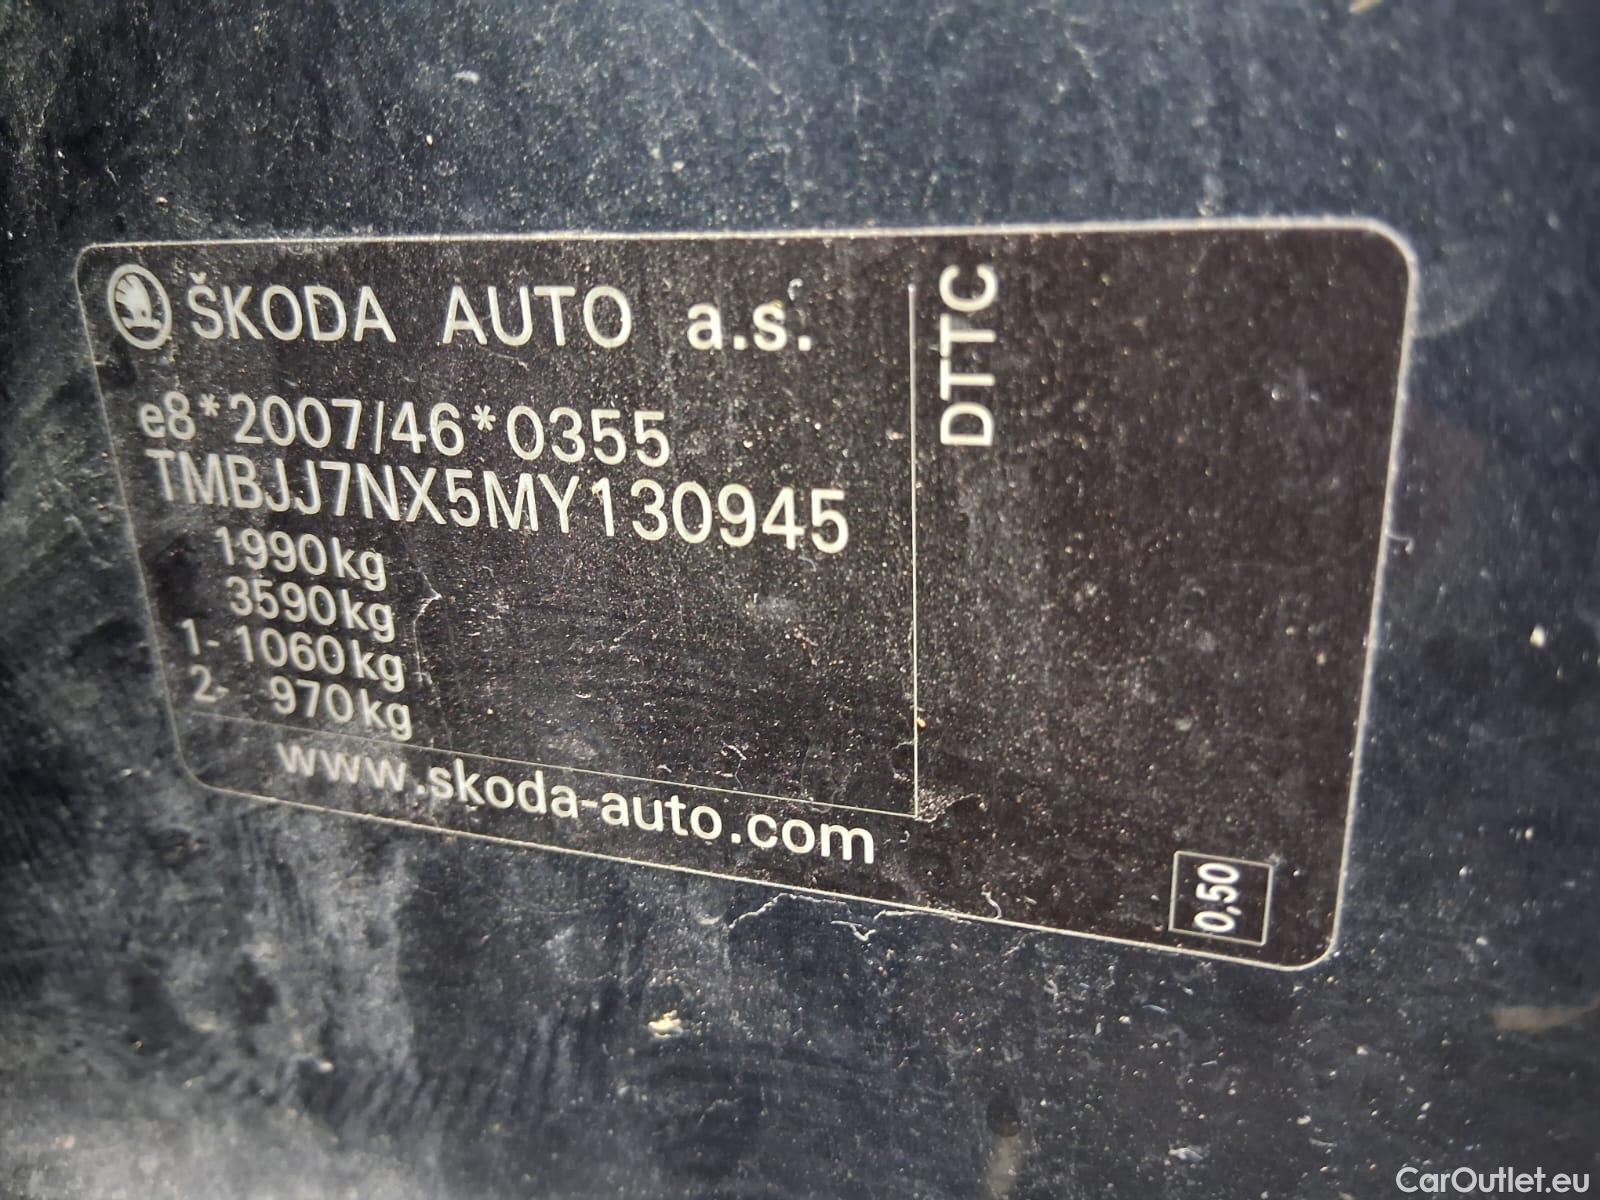 ŠKODA AUTO a.s.
e8*2007/46*0355
TMBJJ7NX5MY130945
1990kg
3590kg
1- 1060kg
2- 970kg
www.skoda-auto.com
DTTC
0,50
CarOutlet.eu